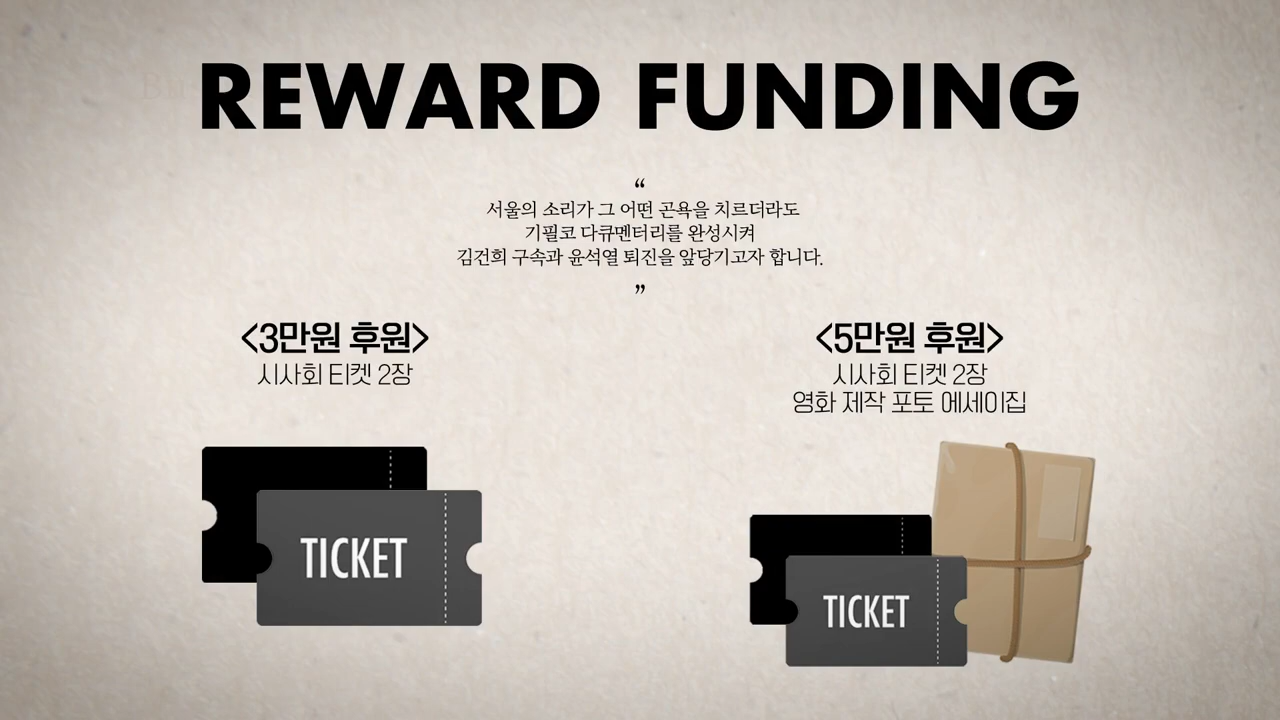 REWARD FUNDING
“
서울의 소리가 그 어떤 곤욕을 치르더라도
기필코 다큐멘터리를 완성시켜
김건희 구속과 윤석열 퇴진을 앞당기고자 합니다.
”
<3만원 후원>
시사회 티켓 2장
<5만원 후원>
시사회 티켓 2장
영화 제작 포토 에세이집
TICKET
TICKET